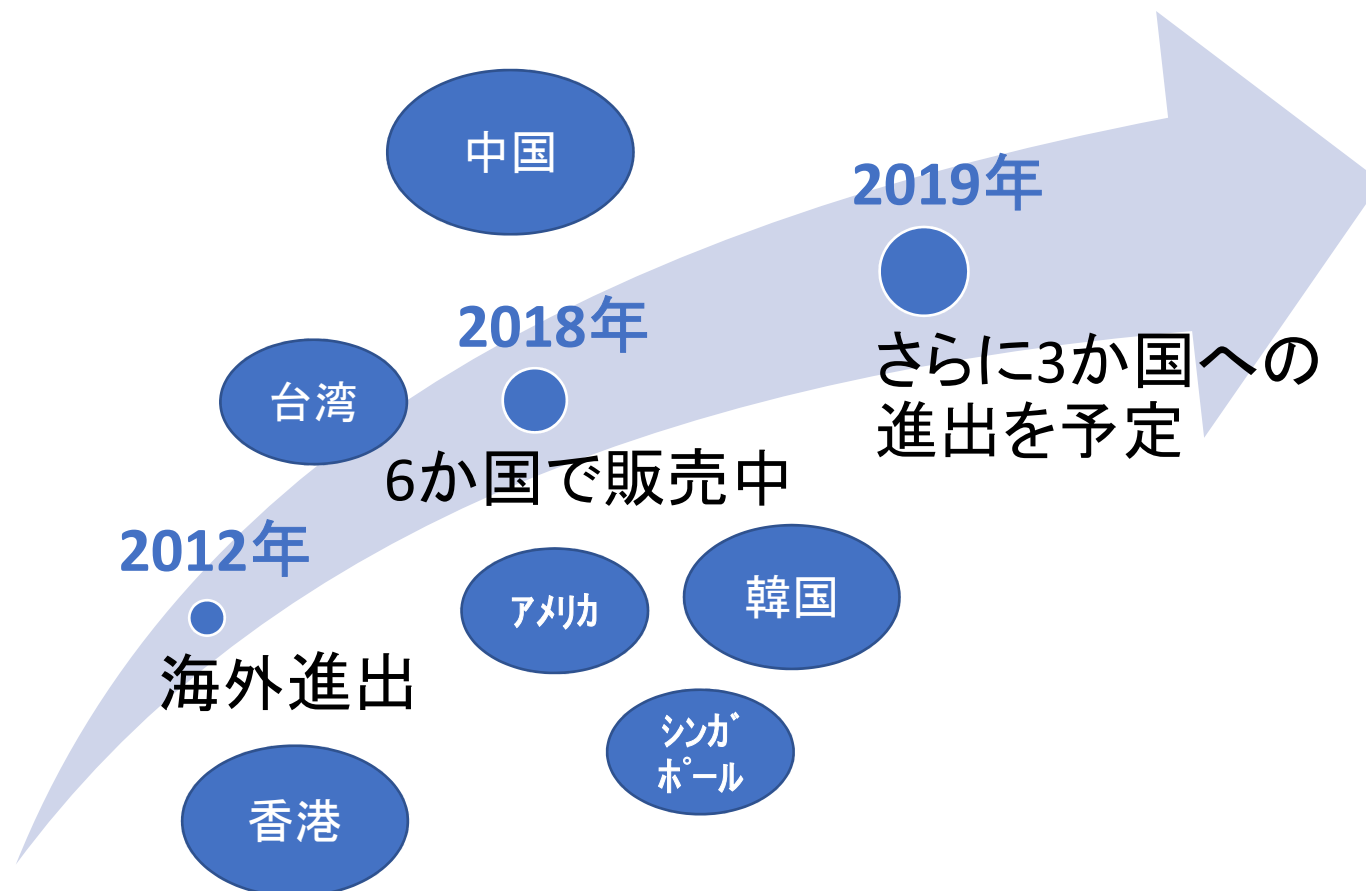 中国
2019年
さらに3か国への
進出を予定
2018年
6か国で販売中
台湾
2012年
海外進出
アメリカ
韓国
シンガ
ポール
香港